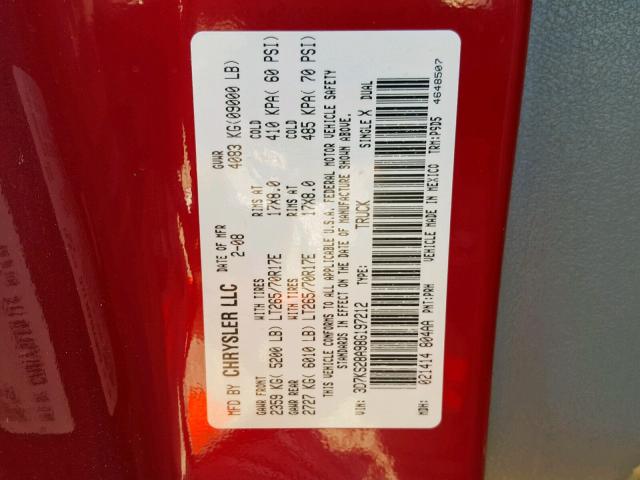 MFD BY CHRYSLER LLC DATE OF MFR 2-08 GVWR 4083 KG(09000 LB)
GAWR FRONT WITH TIRES RIMS AT COLD
2359 KG( 5200 LB) LT265/70R17E 17X8.0 410 KPA( 60 PSI)
GAWR REAR WITH TIRES RIMS AT COLD
2727 KG( 6010 LB) LT265/70R17E 17X8.0 485 KPA( 70 PSI)
THIS VEHICLE CONFORMS TO ALL APPLICABLE U.S.A. FEDERAL MOTOR VEHICLE SAFETY
STANDARDS IN EFFECT ON THE DATE OF MANUFACTURE SHOWN ABOVE.
VIN: 3D7KS28A98G197212 TYPE: TRUCK SINGLE X DUAL
MDH: 021414 804AA PNT:PRH VEHICLE MADE IN MEXICO TRM:P9D5 4648507